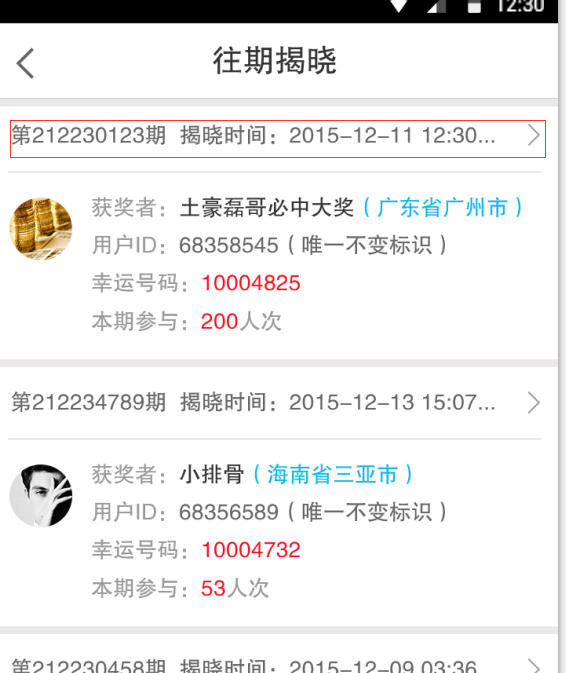 12:30
往期揭晓
第212230123期 揭晓时间：2015-12-11 12:30...
获奖者：土豪磊哥必中大奖（广东省广州市）
用户ID：68358545（唯一不变标识）
幸运号码：10004825
本期参与：200人次
第212234789期 揭晓时间：2015-12-13 15:07...
获奖者：小排骨（海南省三亚市）
用户ID：68356589（唯一不变标识）
幸运号码：10004732
本期参与：53人次
第212230458期 揭晓时间：2015-12-09 03:36